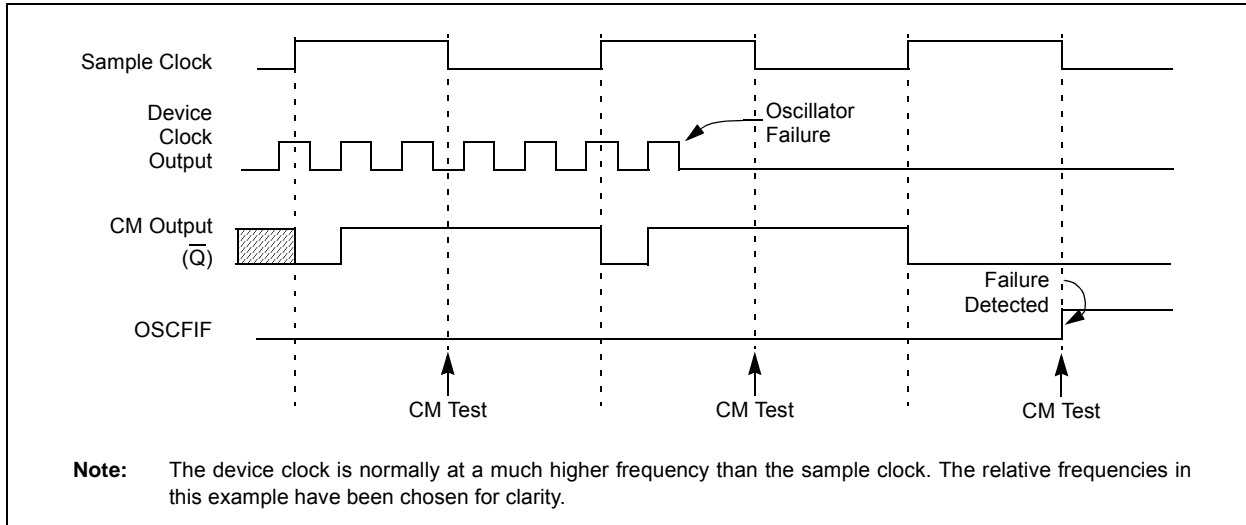 Sample Clock
Device
Clock
Output
Oscillator
Failure
CM Output
(Q̅)
Failure
Detected
OSCFIF
CM Test
CM Test
CM Test
Note: The device clock is normally at a much higher frequency than the sample clock. The relative frequencies in
this example have been chosen for clarity.